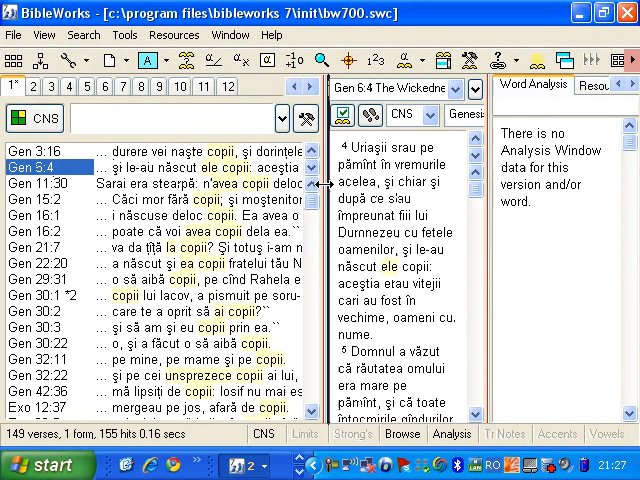 BibleWorks - [c:\program files\bibleworks 7\init\bw700.swc]
File View Search Tools Resources Window Help
1* 2 3 4 5 6 7 8 9 10 11 12
CNS
Gen 3:16 ... durere vei naşte copii, şi dorinţele
Gen 6:4 ... şi le-au născut ele copii: aceştia
Gen 11:30 Sarai era stearpă: n'avea copii deloc
Gen 15:2 ... Căci mor fără copii; şi moştenitor
Gen 16:1 ... i născuse deloc copii. Ea avea o
Gen 16:2 ... poate că voi avea copii dela ea.``
Gen 21:7 ... va da ţîţă la copii? Şi totuş i-am n
Gen 22:20 ... a născut şi ea copii fratelui tău N
Gen 29:31 ... o să aibă copii, pe cînd Rahela e
Gen 30:1 *2 ... copii lui Iacov, a pismuit pe soru-
Gen 30:2 ... care te a oprit să ai copii?``
Gen 30:3 ... şi să am şi eu copii prin ea.``
Gen 30:22 ... o, şi a făcut o să aibă copii.
Gen 32:11 ... pe mine, pe mame şi pe copii.
Gen 32:22 ... şi pe cei unsprezece copii ai lui,
Gen 42:36 ... mă lipsiţi de copii: Iosif nu mai es
Exo 12:37 ... mergeau pe jos, afară de copii.
Gen 6:4 The Wickedne
CNS Genesi
4 Uriaşii srau pe
pămînt în vremurile
acelea, şi chiar şi
după ce s'au
împreunat fiii lui
Dumnezeu cu fetele
oamenilor, şi le-au
născut ele copii:
aceştia erau vitejii
cari au fost în
vechime, oameni cu
nume.
5 Domnul a văzut
că răutatea omului
era mare pe
pămînt, şi că toate
întocmirile gîndurilor
Word Analysis Resou
There is no
Analysis Window
data for this
version and/or
word.
149 verses, 1 form, 155 hits 0.16 secs CNS Limits Strong's Browse Analysis Tr Notes Accents Vowels
start 2 RO 21:27